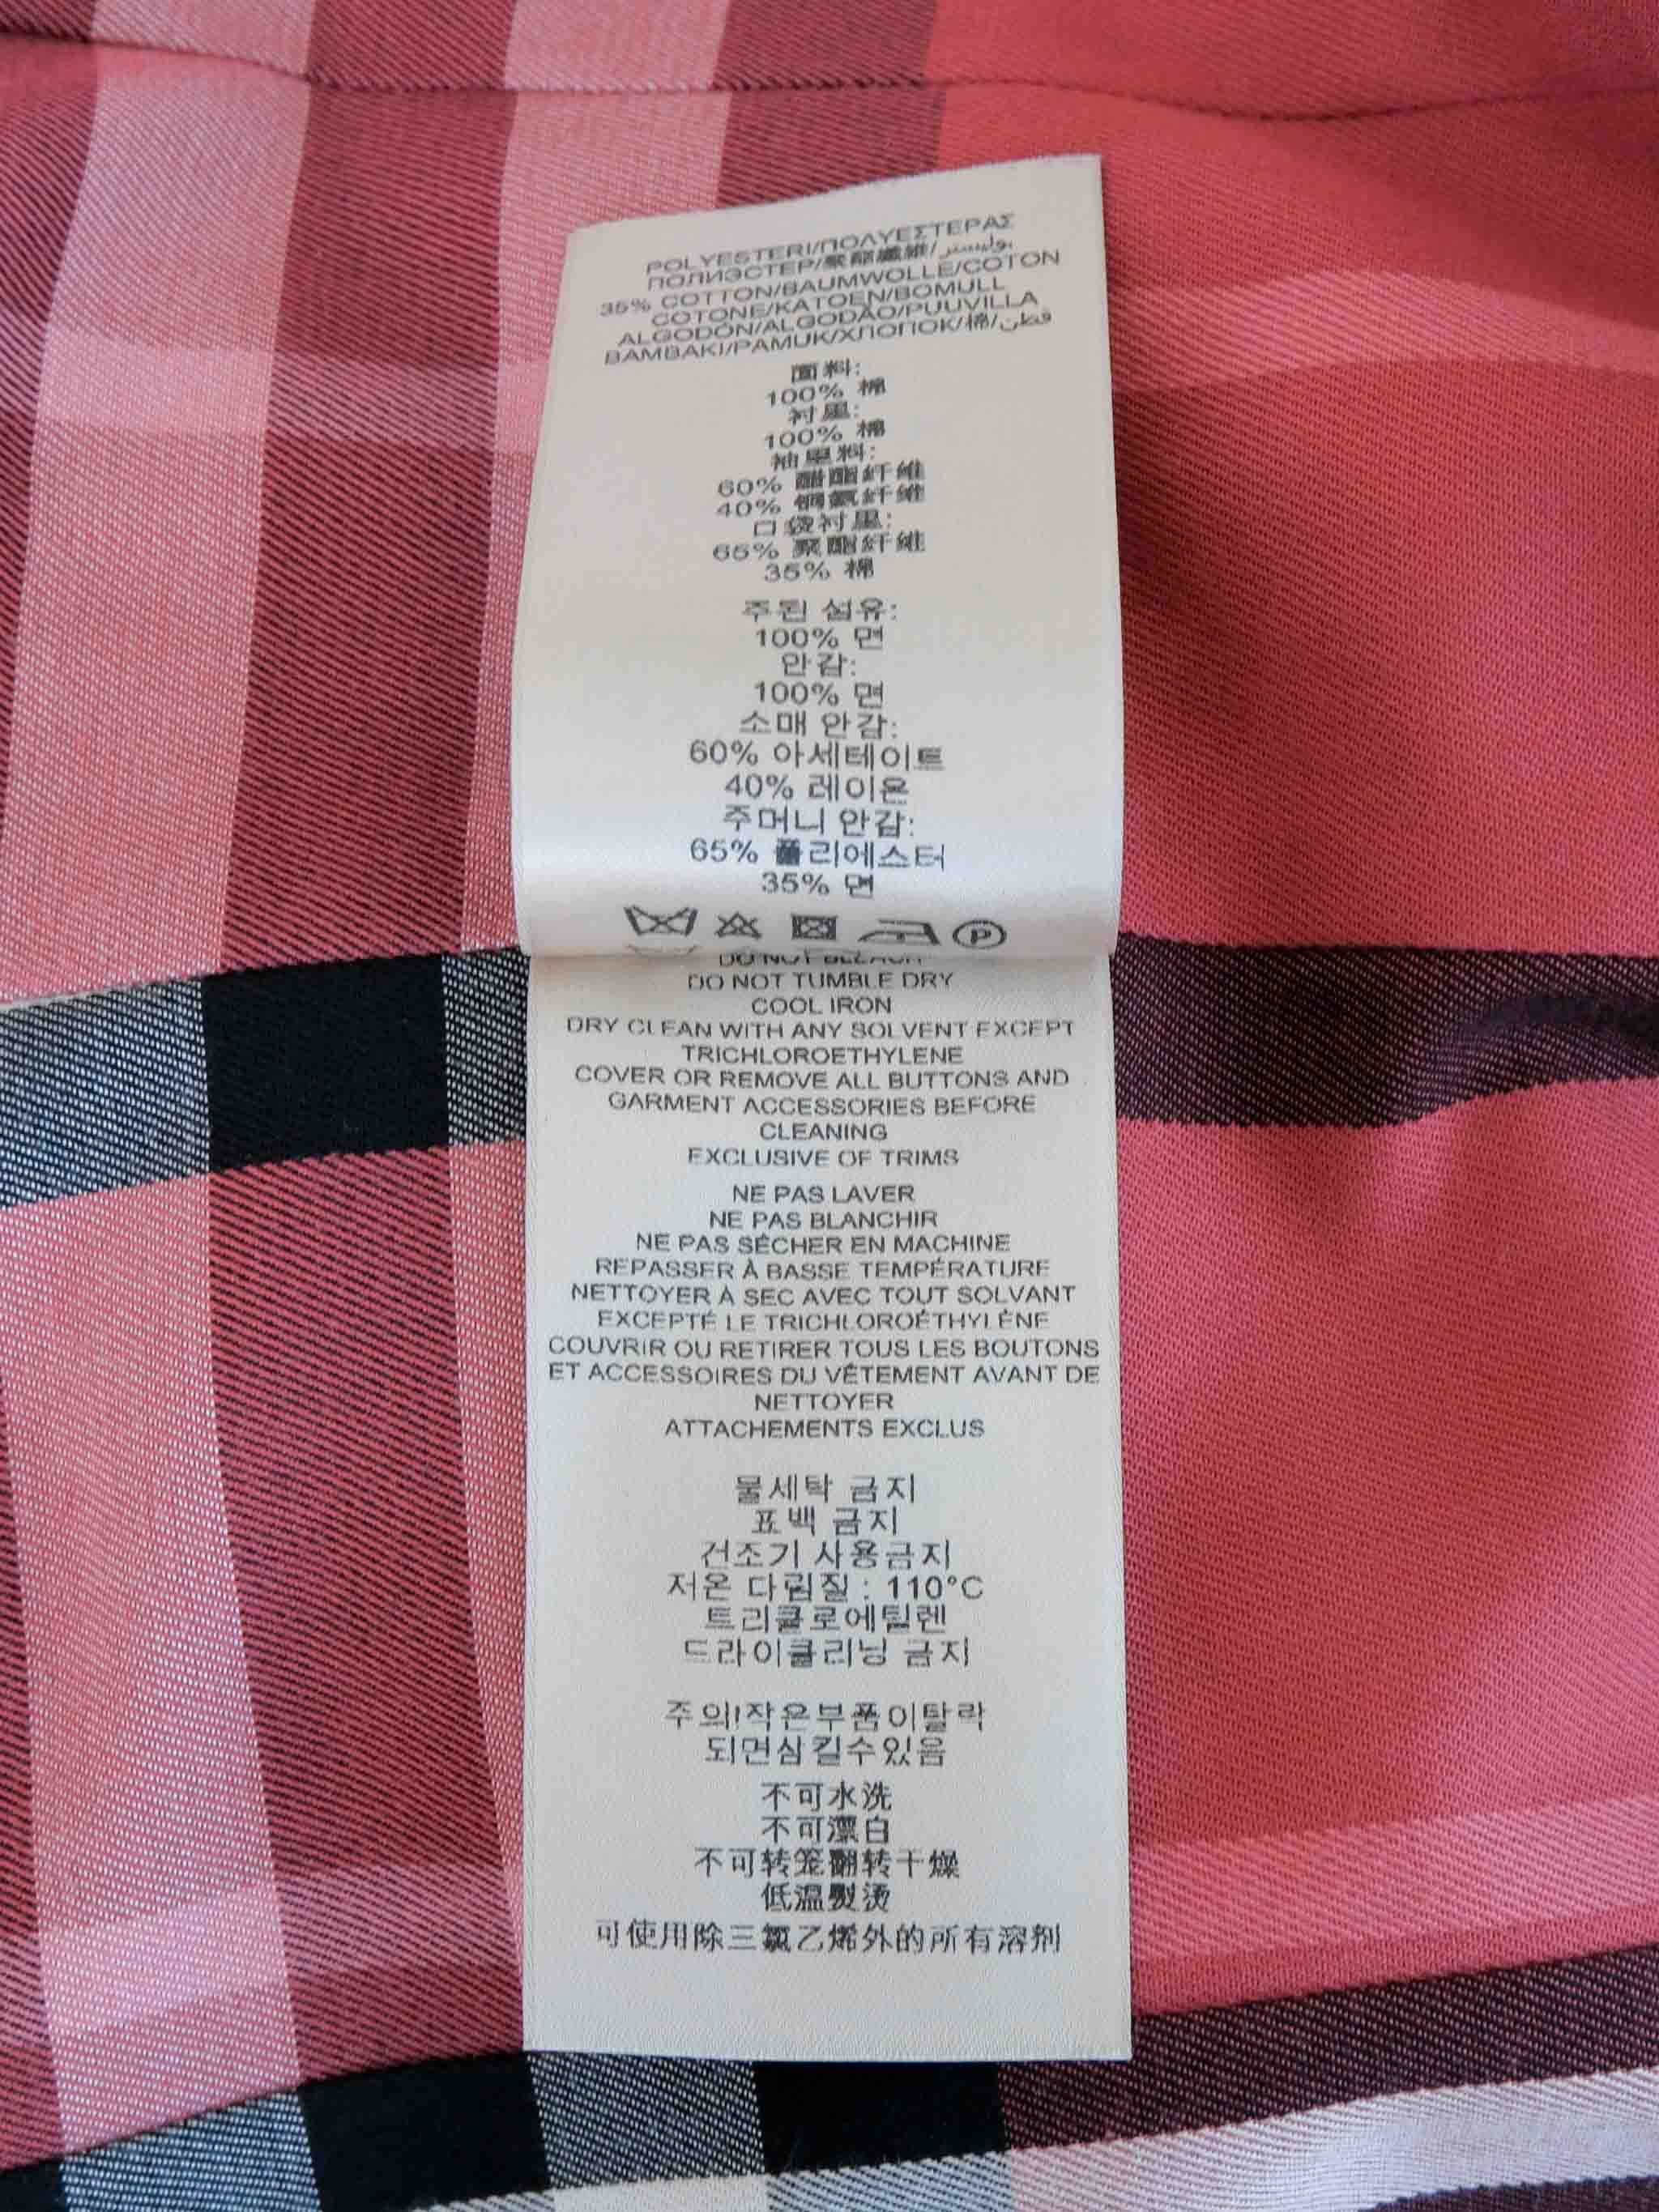 POLYESTERI/ΠΟΛΥΕΣΤΕΡΑΣ
ПОЛИЭСТЕР/聚酯纖維/بوليستر
35% COTTON/BAUMWOLLE/COTON
COTONE/KATOEN/BOMULL
ALGODÓN/ALGODÃO/PUUVILLA
BAMBAKI/PAMUK/ХЛОПОК/棉/قطن
面料:
100% 棉
衬里:
100% 棉
袖里料:
60% 醋酯纤维
40% 铜氨纤维
口袋衬里:
65% 聚酯纤维
35% 棉
주된 섬유:
100% 면
안감:
100% 면
소매 안감:
60% 아세테이트
40% 레이온
주머니 안감:
65% 폴리에스터
35% 면
P
DO NOT BLEACH
DO NOT TUMBLE DRY
COOL IRON
DRY CLEAN WITH ANY SOLVENT EXCEPT
TRICHLOROETHYLENE
COVER OR REMOVE ALL BUTTONS AND
GARMENT ACCESSORIES BEFORE
CLEANING
EXCLUSIVE OF TRIMS
NE PAS LAVER
NE PAS BLANCHIR
NE PAS SÉCHER EN MACHINE
REPASSER À BASSE TEMPÉRATURE
NETTOYER À SEC AVEC TOUT SOLVANT
EXCEPTÉ LE TRICHLOROÉTHYLÈNE
COUVRIR OU RETIRER TOUS LES BOUTONS
ET ACCESSOIRES DU VÊTEMENT AVANT DE
NETTOYER
ATTACHEMENTS EXCLUS
물세탁 금지
표백 금지
건조기 사용금지
저온 다림질 : 110°C
트리클로에틸렌
드라이클리닝 금지
주의!작은부품이탈락
되면삼킬수있음
不可水洗
不可漂白
不可转笼翻转干燥
低温熨烫
可使用除三氯乙烯外的所有溶剂